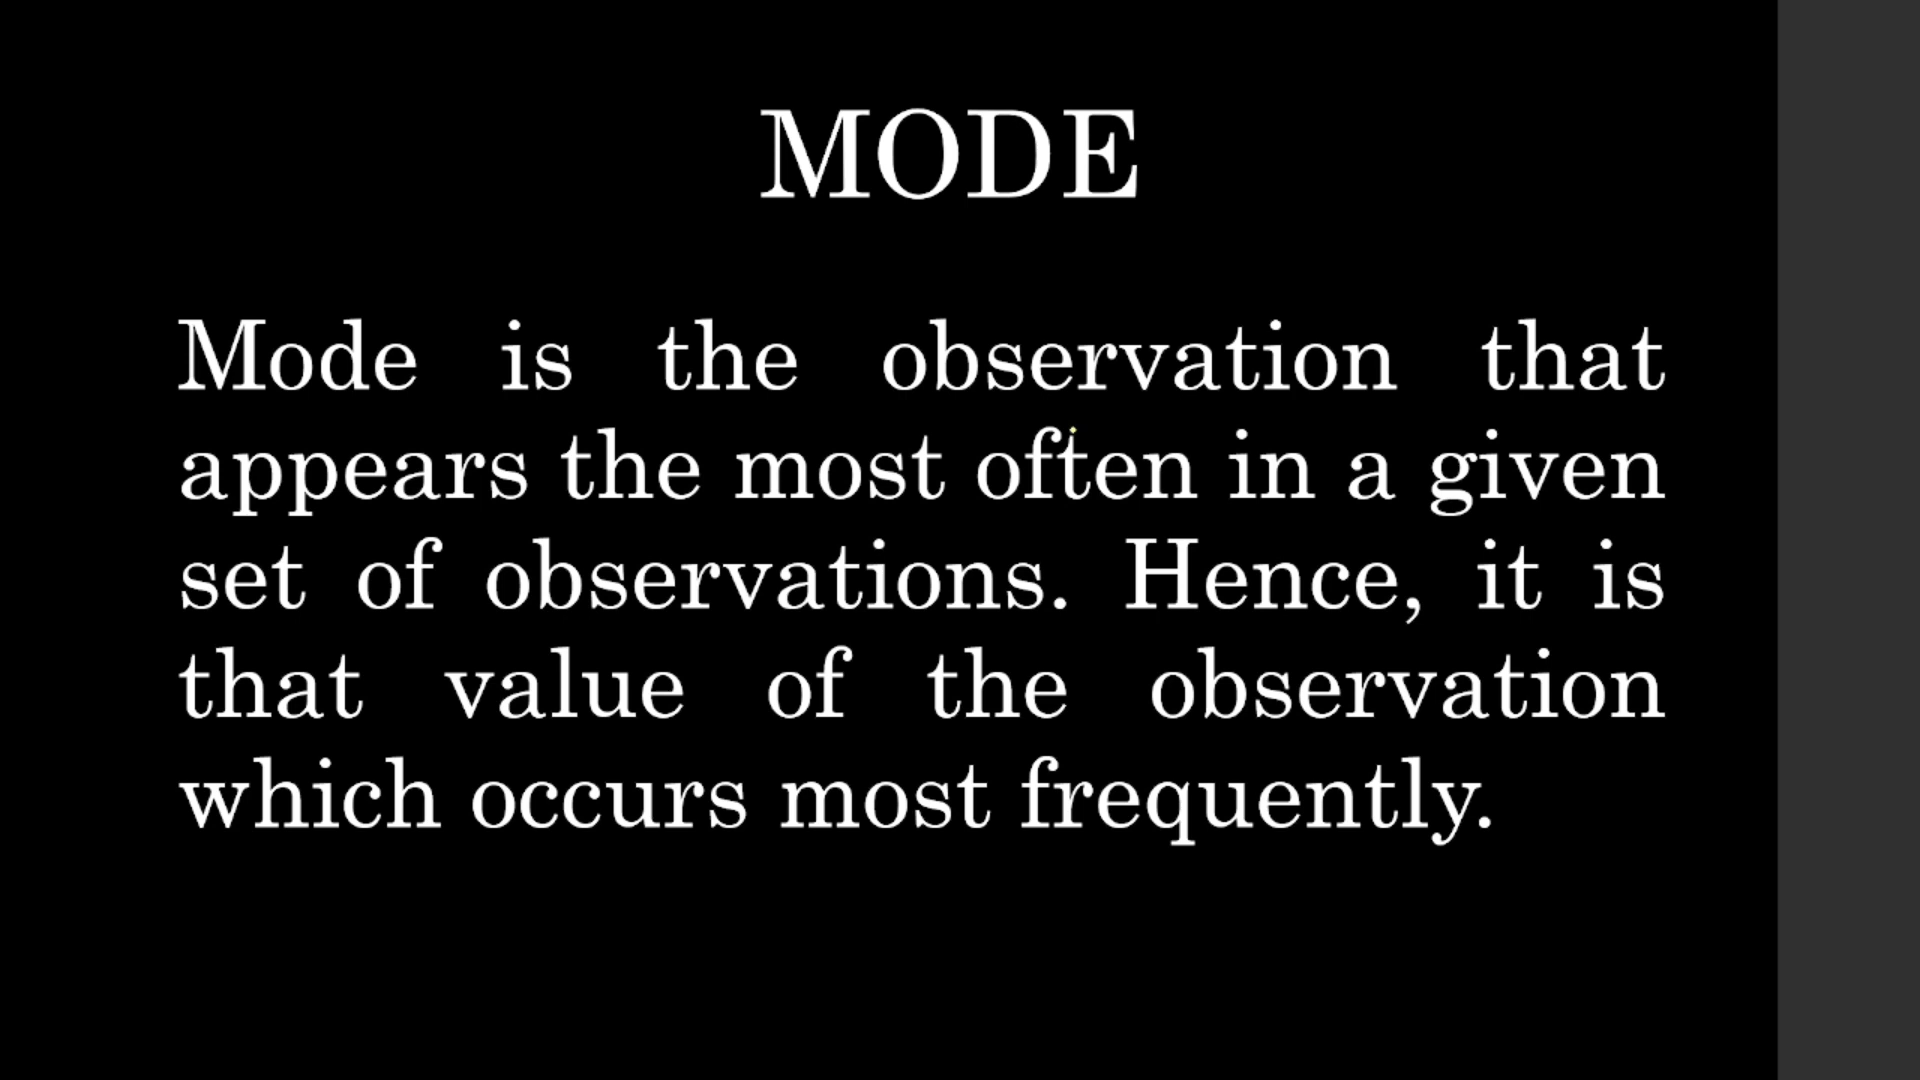 MODE
Mode is the observation that
appears the most often in a given
set of observations. Hence, it is
that value of the observation
which occurs most frequently.